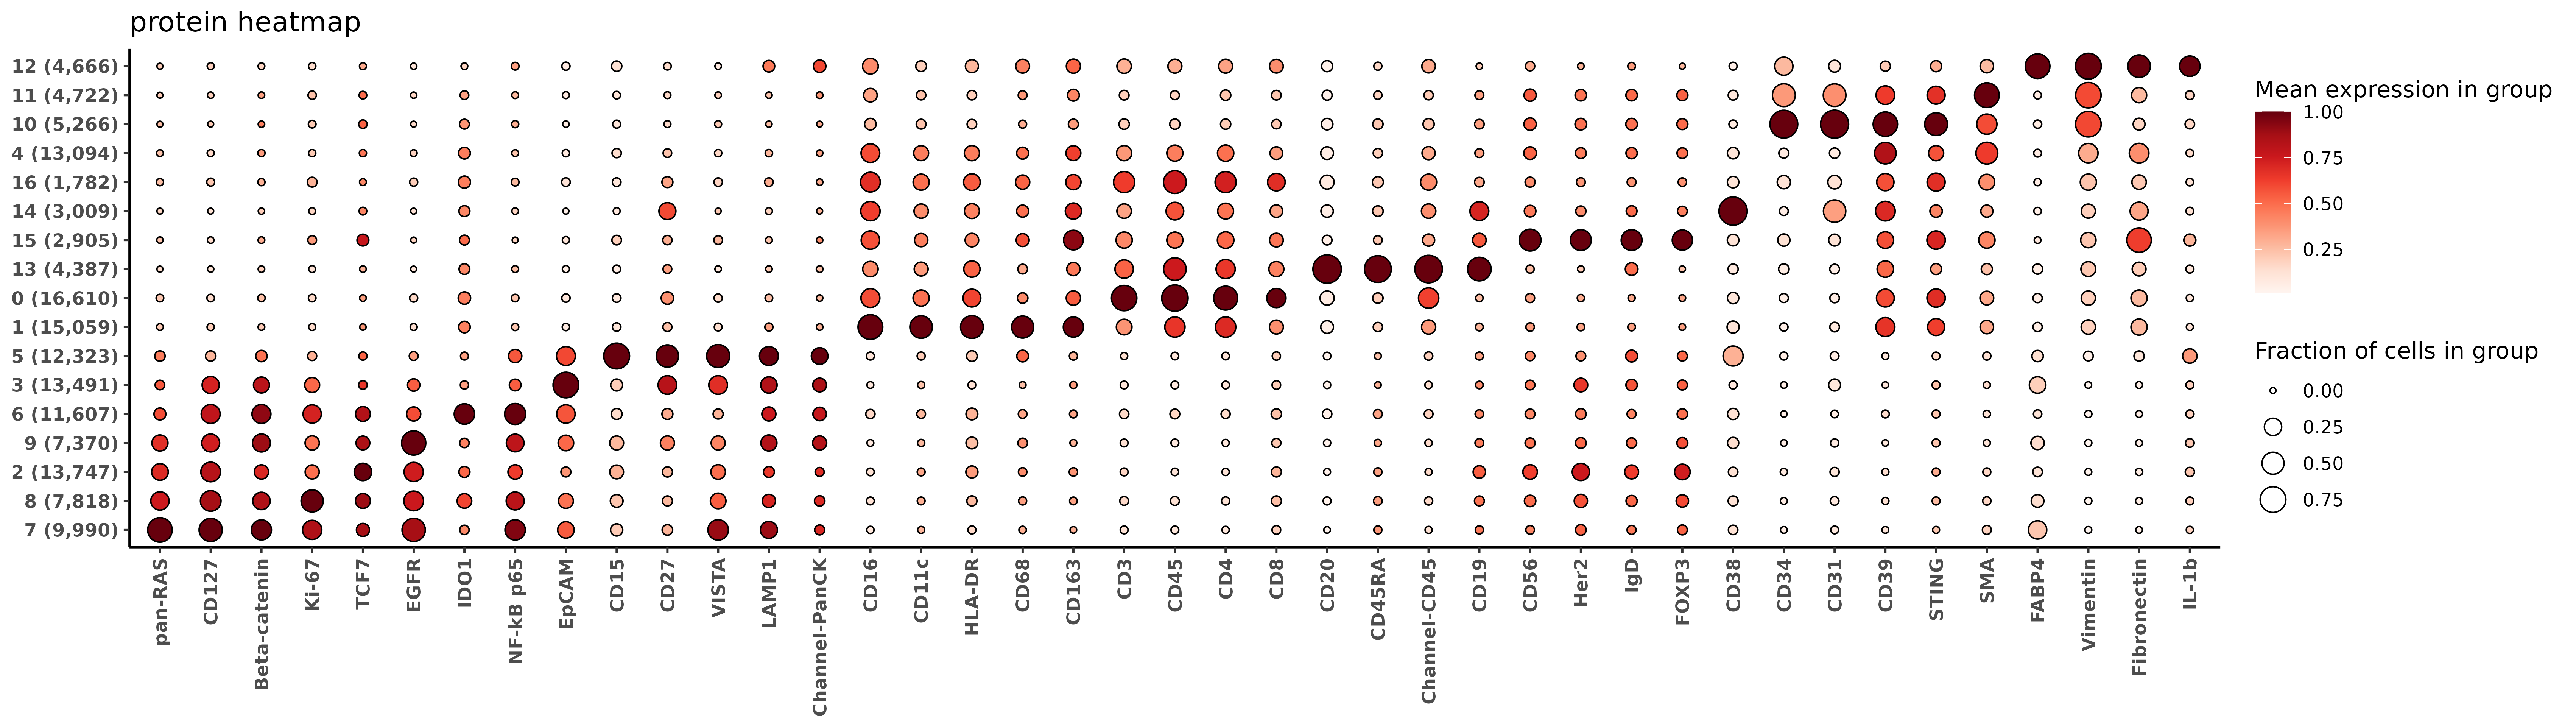 protein heatmap
12 (4,666)
11 (4,722)
10 (5,266)
4 (13,094)
16 (1,782)
14 (3,009)
15 (2,905)
13 (4,387)
0 (16,610)
1 (15,059)
5 (12,323)
3 (13,491)
6 (11,607)
9 (7,370)
2 (13,747)
8 (7,818)
7 (9,990)
pan-RAS
CD127
Beta-catenin
Ki-67
TCF7
EGFR
IDO1
NF-kB p65
EpCAM
CD15
CD27
VISTA
LAMP1
Channel-PanCK
CD16
CD11c
HLA-DR
CD68
CD163
CD3
CD45
CD4
CD8
CD20
CD45RA
Channel-CD45
CD19
CD56
Her2
IgD
FOXP3
CD38
CD34
CD31
CD39
STING
SMA
FABP4
Vimentin
Fibronectin
IL-1b
Mean expression in group
1.00
0.75
0.50
0.25
Fraction of cells in group
0.00
0.25
0.50
0.75